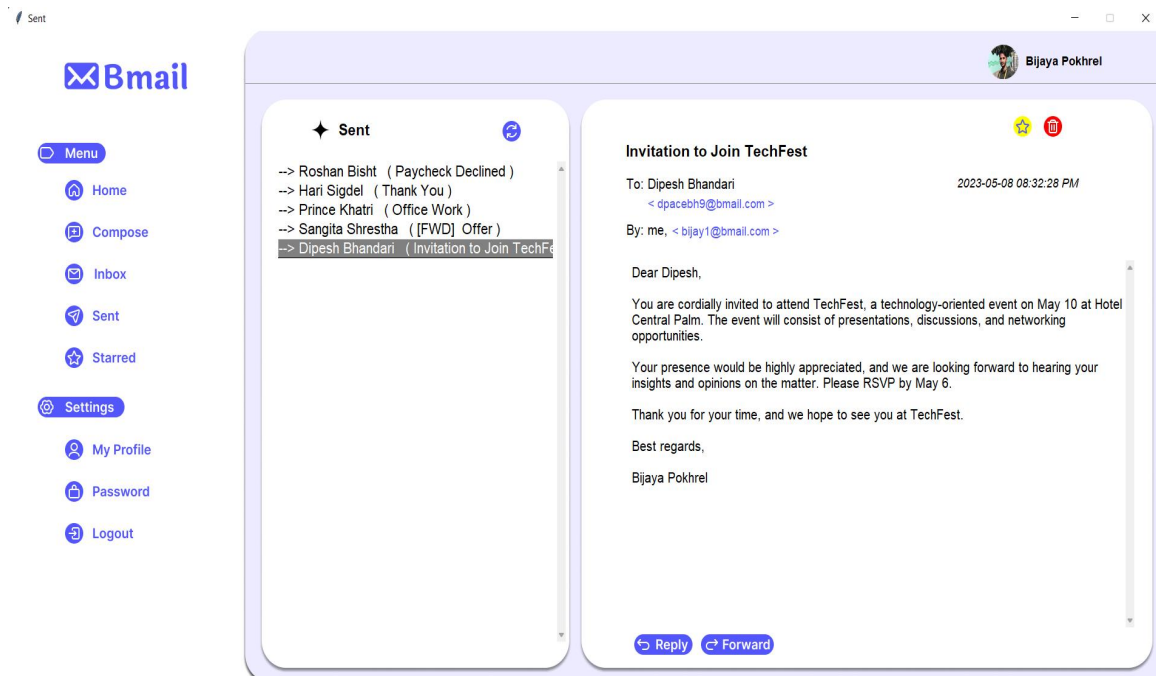 Sent
Bmail
Bijaya Pokhrel
Menu
Home
Compose
Inbox
Sent
Starred
Settings
My Profile
Password
Logout
Sent
--> Roshan Bisht ( Paycheck Declined )
--> Hari Sigdel ( Thank You )
--> Prince Khatri ( Office Work )
--> Sangita Shrestha ( [FWD] Offer )
--> Dipesh Bhandari ( Invitation to Join TechFe
Invitation to Join TechFest
To: Dipesh Bhandari 2023-05-08 08:32:28 PM
< dpacebh9@bmail.com >
By: me, < bijay1@bmail.com >
Dear Dipesh,
You are cordially invited to attend TechFest, a technology-oriented event on May 10 at Hotel
Central Palm. The event will consist of presentations, discussions, and networking
opportunities.
Your presence would be highly appreciated, and we are looking forward to hearing your
insights and opinions on the matter. Please RSVP by May 6.
Thank you for your time, and we hope to see you at TechFest.
Best regards,
Bijaya Pokhrel
Reply Forward